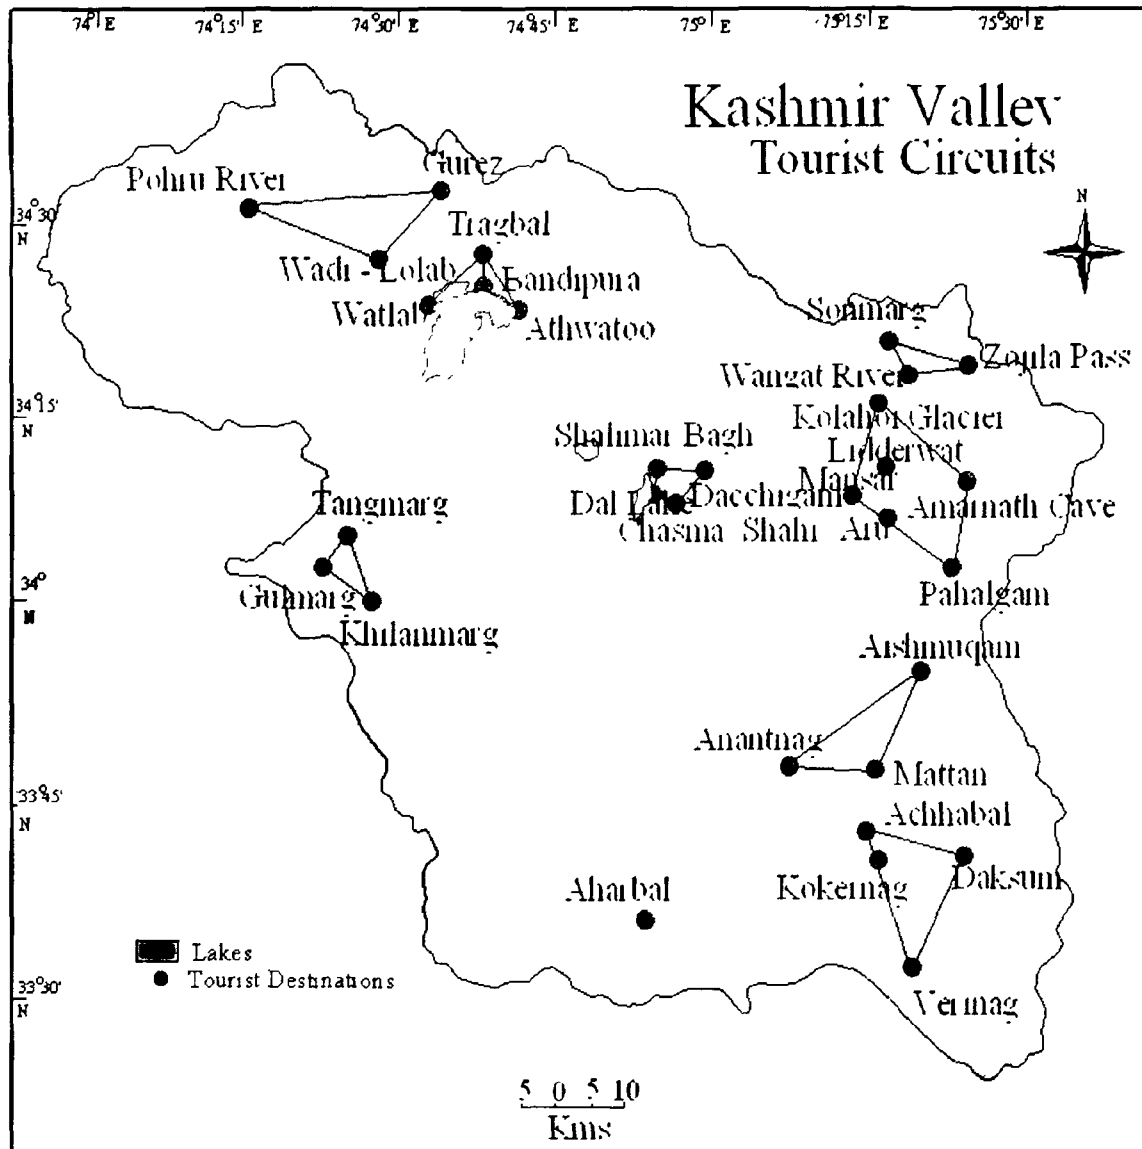 74° E 74°15' E 74°30' E 74°45' E 75° E 75°15' E 75°30' E
Kashmir Valley
Tourist Circuits
N
Gurez
Pohru River
34°30' N
Tragbal
Wadi - Lolab
Bandipura
Watlab
Athwatoo
Sonmarg
Zojila Pass
Wangat River
34°15' N
Kolahoi Glacier
Shalimar Bagh
Lidderwat
Mansar
Dal Lake
Dacchigam
Amarnath Cave
Chasma Shahi
Aru
Tangmarg
34° N
Gulmarg
Pahalgam
Khilanmarg
Aishmuqam
Anantnag
Mattan
33°45' N
Achhabal
Kokernag
Daksum
Aharbal
Lakes
Tourist Destinations
33°30' N
Verinag
5 0 5 10
Kms